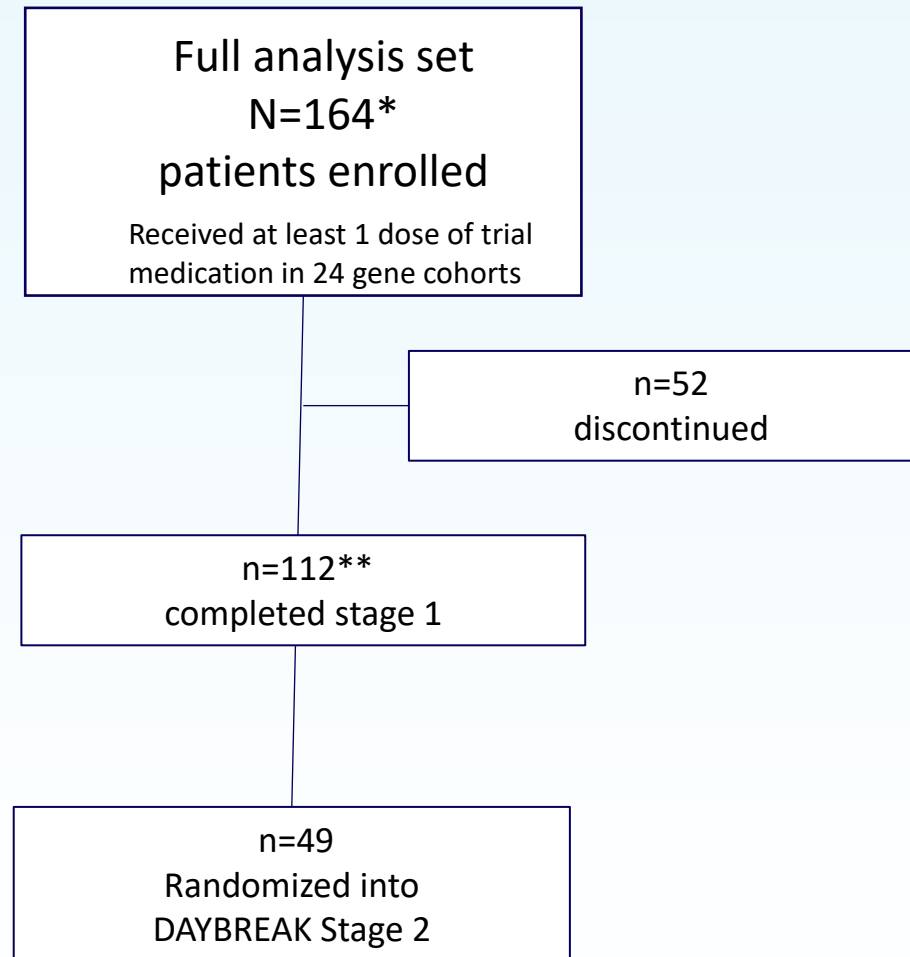 Full analysis set
N=164*
patients enrolled
Received at least 1 dose of trial
medication in 24 gene cohorts
n=52
discontinued
n=112**
completed stage 1
n=49
Randomized into
DAYBREAK Stage 2